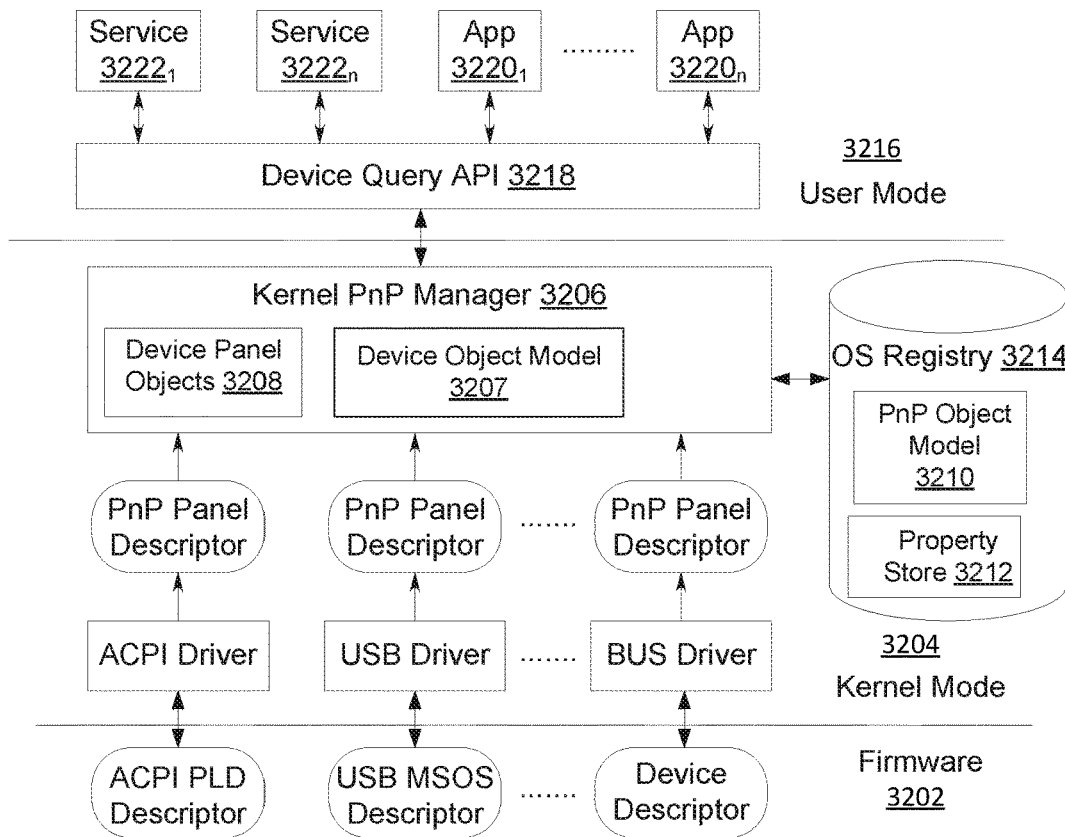 Service
3222₁
Service
3222ₙ
App
3220₁
.........
App
3220ₙ
Device Query API 3218
3216
User Mode
Kernel PnP Manager 3206
Device Panel
Objects 3208
Device Object Model
3207
OS Registry 3214
PnP Object
Model
3210
Property
Store 3212
PnP Panel
Descriptor
PnP Panel
Descriptor
.......
PnP Panel
Descriptor
ACPI Driver
USB Driver
.......
BUS Driver
3204
Kernel Mode
ACPI PLD
Descriptor
USB MSOS
Descriptor
.......
Device
Descriptor
Firmware
3202